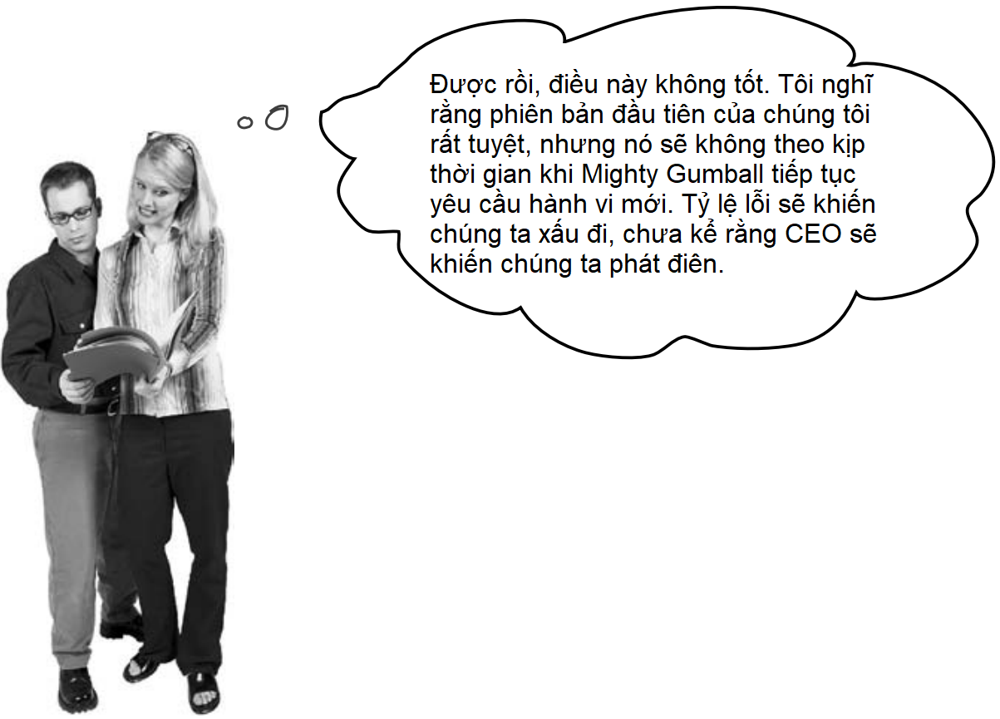 Được rồi, điều này không tốt. Tôi nghĩ
rằng phiên bản đầu tiên của chúng tôi
rất tuyệt, nhưng nó sẽ không theo kịp
thời gian khi Mighty Gumball tiếp tục
yêu cầu hành vi mới. Tỷ lệ lỗi sẽ khiến
chúng ta xấu đi, chưa kể rằng CEO sẽ
khiến chúng ta phát điên.